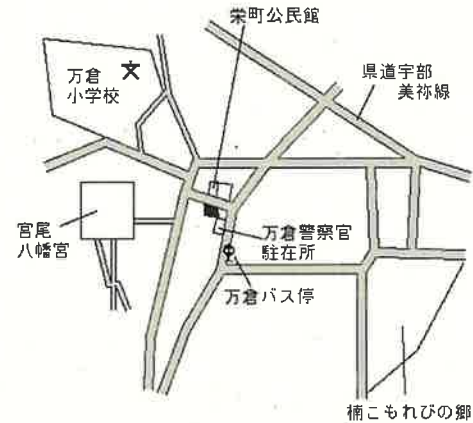 栄町公民館
万倉
小学校
県道宇部
美祢線
宮尾
八幡宮
万倉警察官
駐在所
万倉バス停
楠こもれびの郷